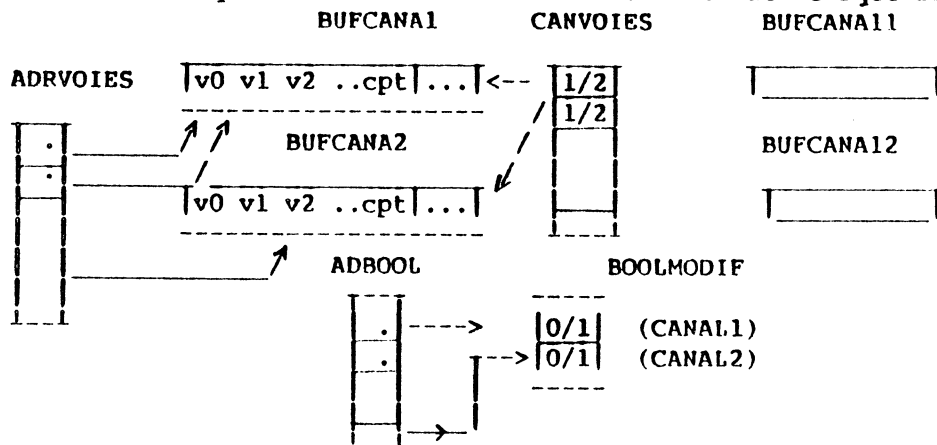 BUFCANA1 CANVOIES BUFCANA11
ADRVOIES v0 v1 v2 ..cpt ... 1/2
1/2
BUFCANA2 BUFCANA12
v0 v1 v2 ..cpt ...
ADBOOL BOOLMODIF
0/1 (CANAL1)
0/1 (CANAL2)